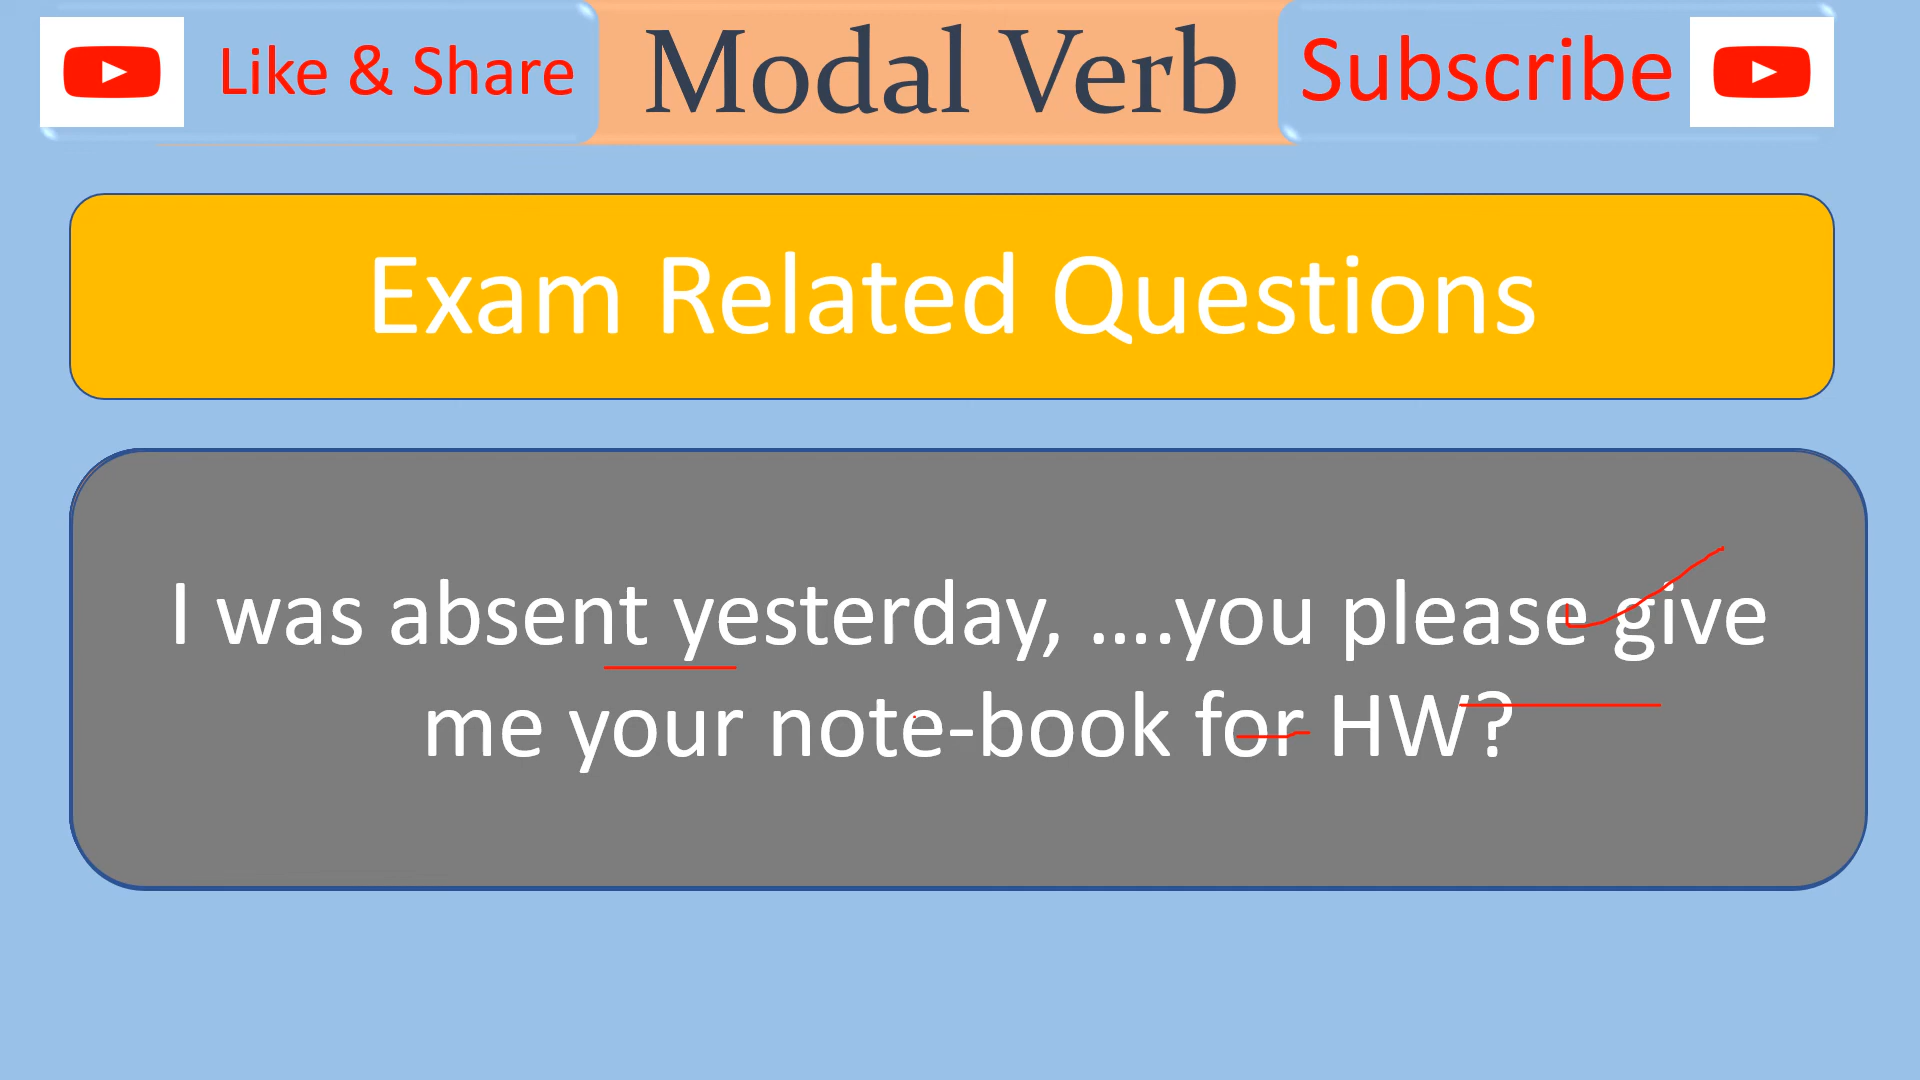 Like & Share
Modal Verb
Subscribe
Exam Related Questions
I was absent yesterday, ....you please give
me your note-book for HW?